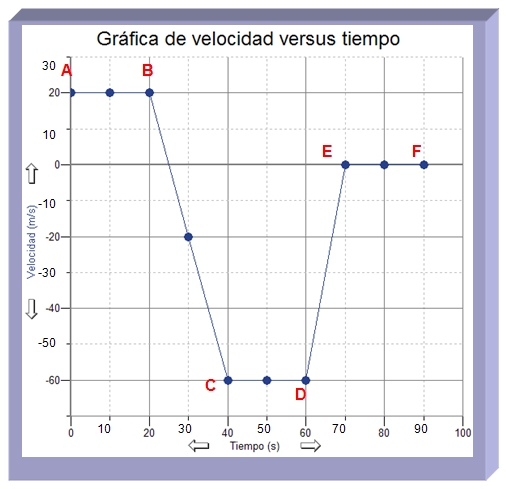 Gráfica de velocidad versus tiempo
30
A
B
20
10
E
F
0
-10
Velocidad (m/s)
-20
-30
-40
-50
-60
C
D
0 10 20 30 40 50 60 70 80 90 100
Tiempo (s)